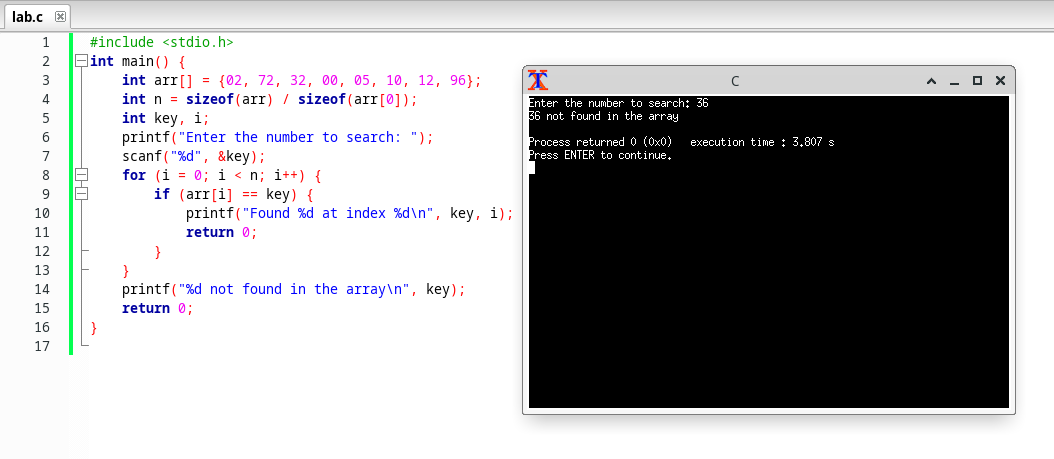 lab.c
1 #include <stdio.h>
2 int main() {
3 int arr[] = {02, 72, 32, 00, 05, 10, 12, 96};
4 int n = sizeof(arr) / sizeof(arr[0]);
5 int key, i;
6 printf("Enter the number to search: ");
7 scanf("%d", &key);
8 for (i = 0; i < n; i++) {
9 if (arr[i] == key) {
10 printf("Found %d at index %d\n", key, i);
11 return 0;
12 }
13 }
14 printf("%d not found in the array\n", key);
15 return 0;
16 }
17
C
Enter the number to search: 36
36 not found in the array
Process returned 0 (0x0) execution time : 3.807 s
Press ENTER to continue.